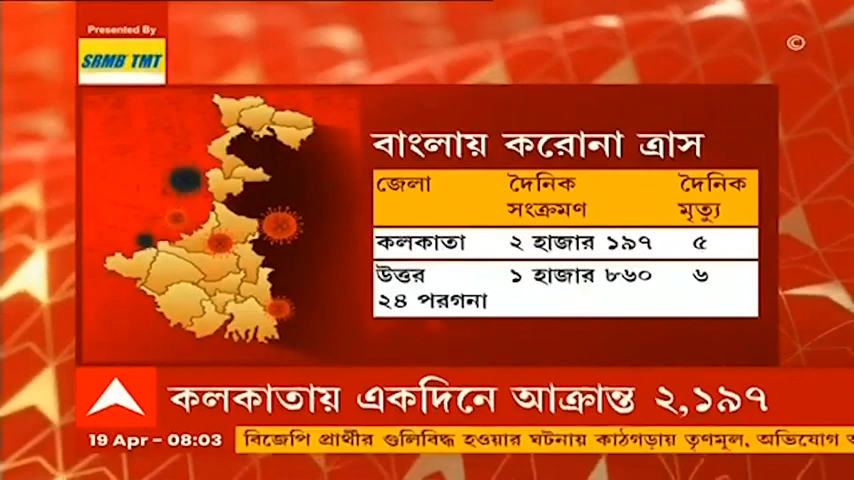 Presented By
SRMB TMT
©
বাংলায় করোনা ত্রাস
জেলা দৈনিক সংক্রমণ দৈনিক মৃত্যু
কলকাতা ২ হাজার ১৯৭ ৫
উত্তর ২৪ পরগনা ১ হাজার ৮৬০ ৬
কলকাতায় একদিনে আক্রান্ত ২,১৯৭
19 Apr - 08:03 বিজেপি প্রার্থীর গুলিবিদ্ধ হওয়ার ঘটনায় কাঠগড়ায় তৃণমূল, অভিযোগ